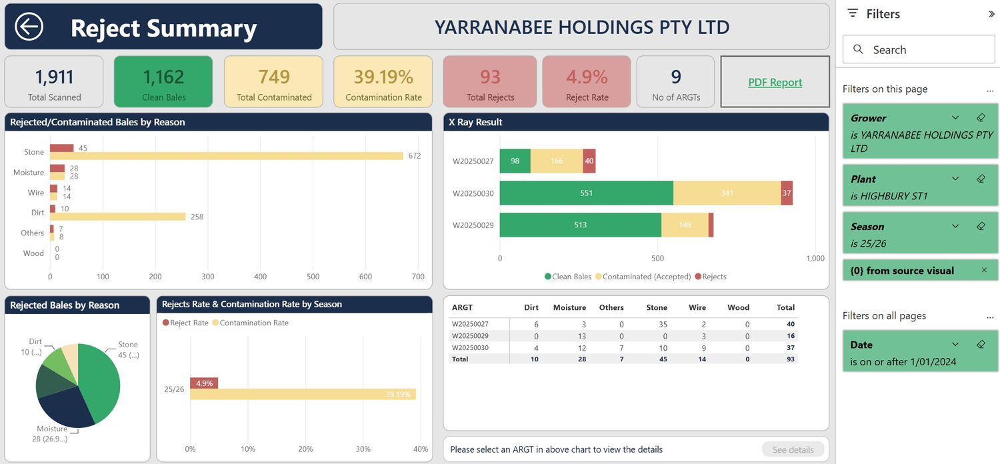 Reject Summary
YARRANABEE HOLDINGS PTY LTD
1,911
Total Scanned
1,162
Clean Bales
749
Total Contaminated
39.19%
Contamination Rate
93
Total Rejects
4.9%
Reject Rate
9
No of ARGTs
PDF Report
Rejected/Contaminated Bales by Reason
Stone 45
672
Moisture 28
28
Wire 14
14
Dirt 10
258
Others 7
8
Wood 0
0
0 100 200 300 400 500 600 700
X Ray Result
W20250027 98 166 40
W20250030 551 341 37
W20250029 513 149
0 500 1,000
Clean Bales Contaminated (Accepted) Rejects
Rejected Bales by Reason
Dirt
10 (...)
Stone
45 (...)
Moisture
28 (26.9...)
Rejects Rate & Contamination Rate by Season
Reject Rate Contamination Rate
25/26 4.9%
39.19%
0% 10% 20% 30% 40%
ARGT Dirt Moisture Others Stone Wire Wood Total
W20250027 6 3 0 35 2 0 40
W20250029 0 13 0 0 3 0 16
W20250030 4 12 7 10 9 0 37
Total 10 28 7 45 14 0 93
Please select an ARGT in above chart to view the details
See details
Filters
Search
Filters on this page ...
Grower
is YARRANABEE HOLDINGS PTY
LTD
Plant
is HIGHBURY ST1
Season
is 25/26
{0} from source visual
Filters on all pages ...
Date
is on or after 1/01/2024